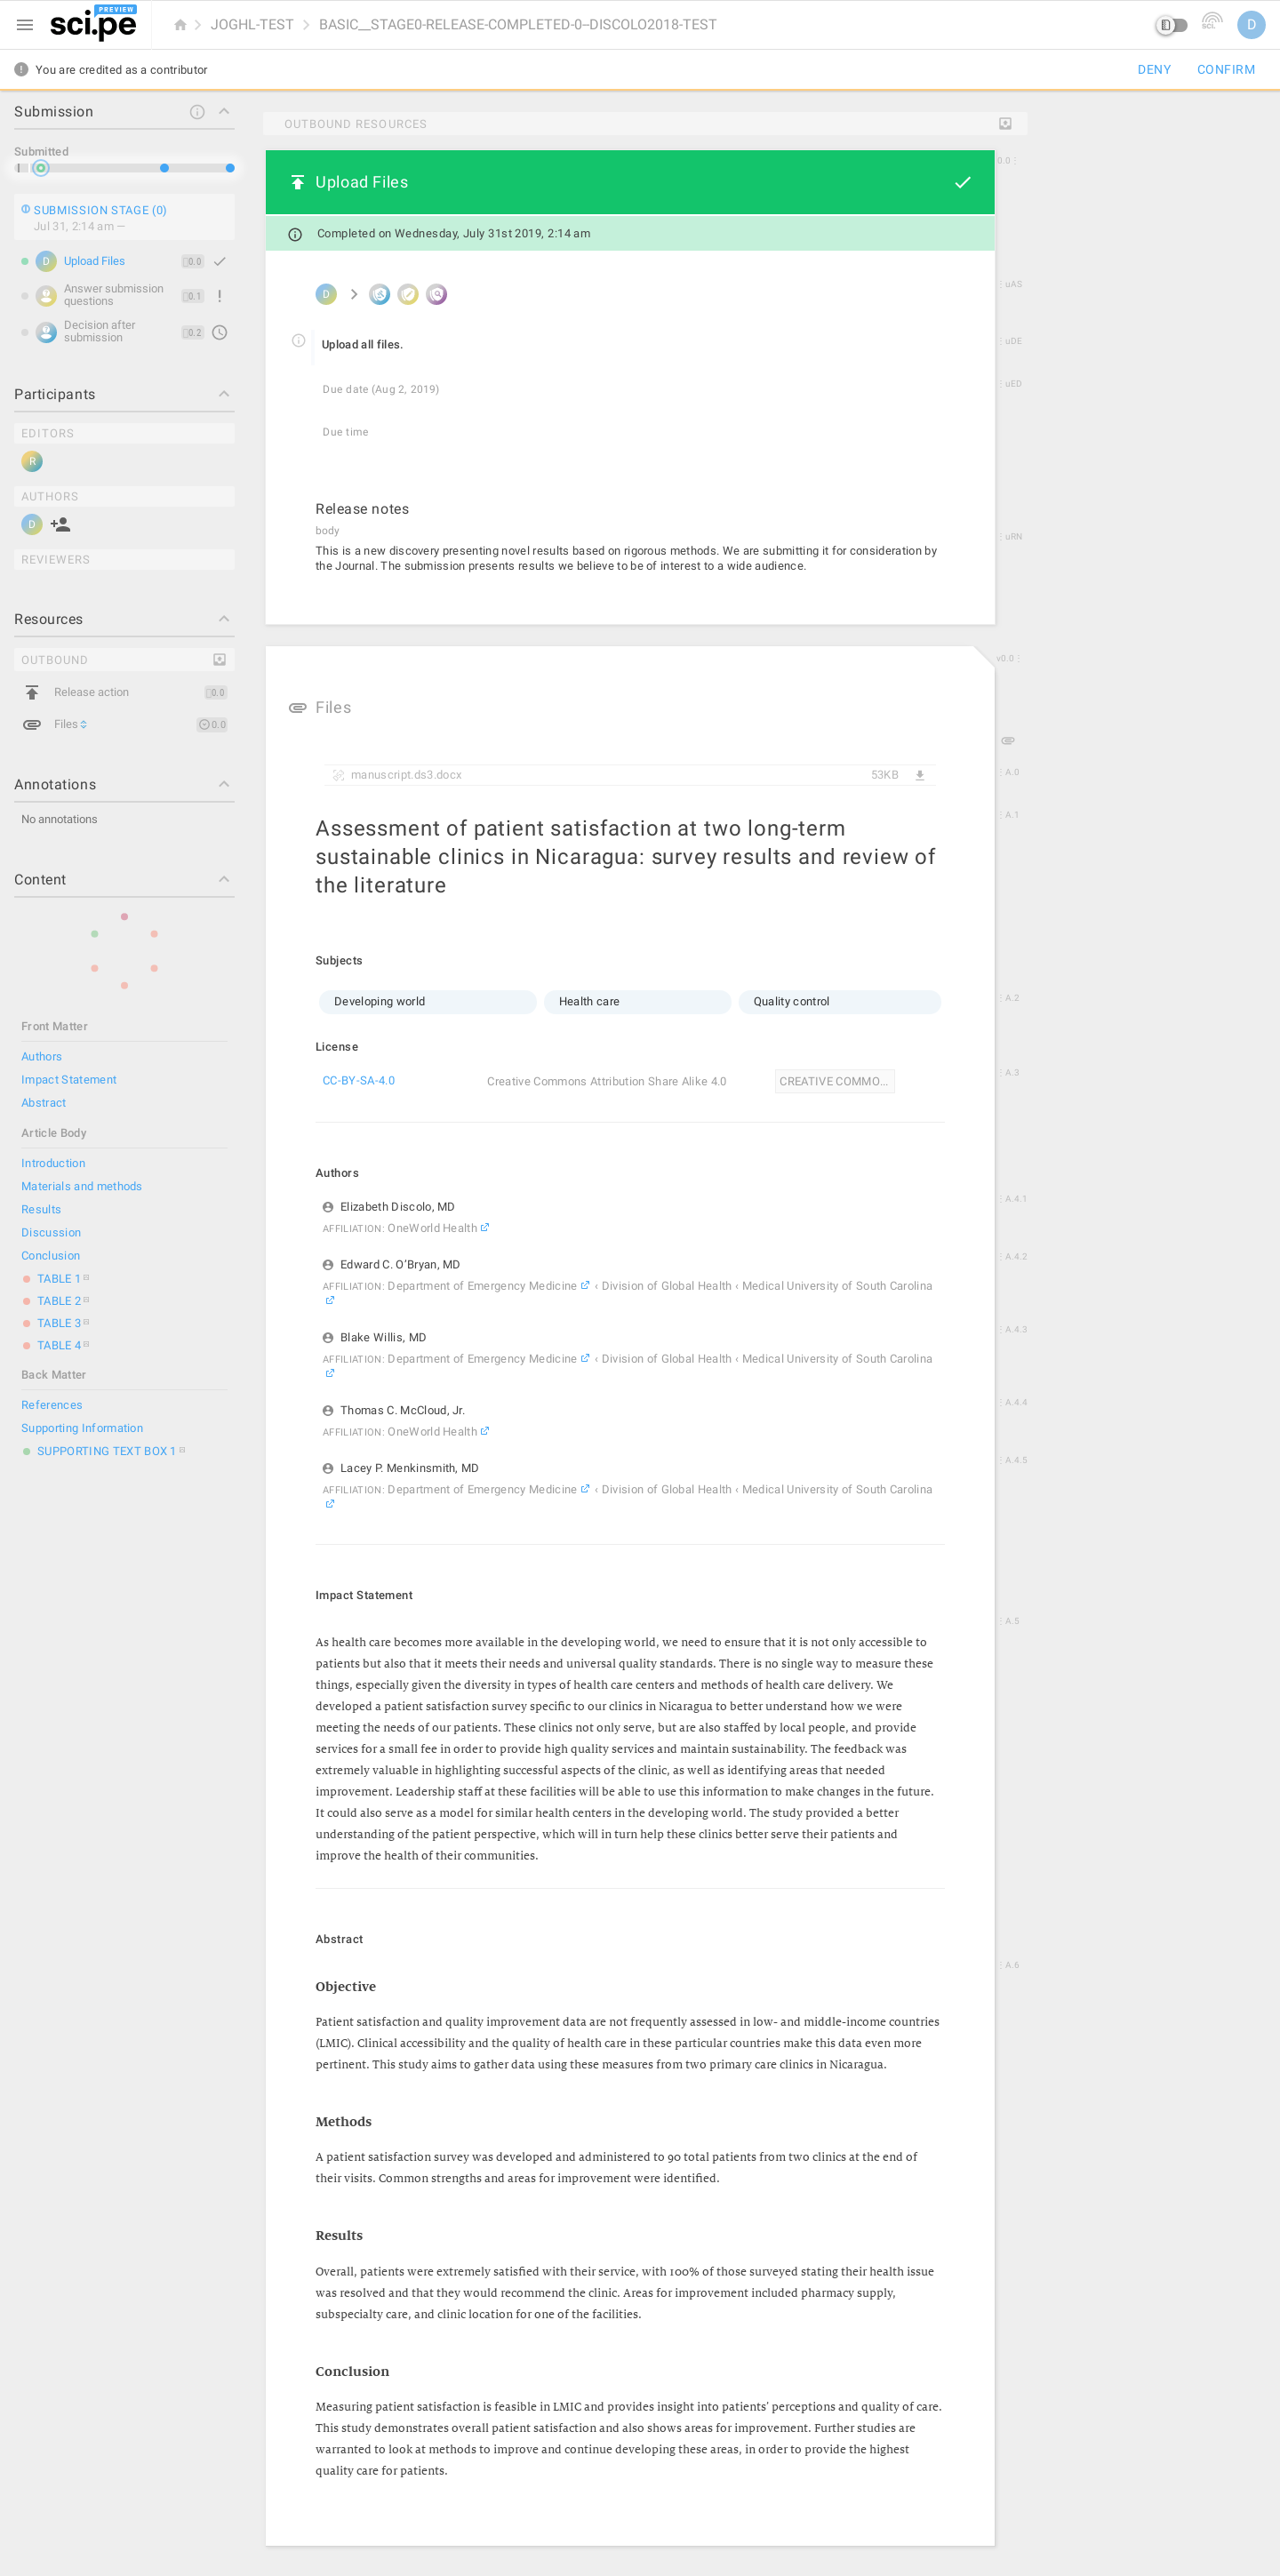 PREVIEW
sci.pe
JOGHL-TEST
BASIC__STAGE0-RELEASE-COMPLETED-0--DISCOLO2018-TEST
SCL
D
You are credited as a contributor
DENY
CONFIRM
Submission
Submitted
SUBMISSION STAGE (0)
Jul 31, 2:14 am —
D
Upload Files
0.0
Answer submission
questions
0.1
Decision after
submission
0.2
Participants
EDITORS
R
AUTHORS
D
REVIEWERS
Resources
OUTBOUND
Release action
0.0
Files
0.0
Annotations
No annotations
Content
Front Matter
Authors
Impact Statement
Abstract
Article Body
Introduction
Materials and methods
Results
Discussion
Conclusion
TABLE 1
TABLE 2
TABLE 3
TABLE 4
Back Matter
References
Supporting Information
SUPPORTING TEXT BOX 1
OUTBOUND RESOURCES
Upload Files
0.0
Completed on Wednesday, July 31st 2019, 2:14 am
uAS
D
Upload all files.
uDE
Due date (Aug 2, 2019)
uED
Due time
Release notes
uRN
body
This is a new discovery presenting novel results based on rigorous methods. We are submitting it for consideration by
the Journal. The submission presents results we believe to be of interest to a wide audience.
v0.0
Files
manuscript.ds3.docx
53KB
A.0
A.1
Assessment of patient satisfaction at two long-term
sustainable clinics in Nicaragua: survey results and review of
the literature
Subjects
A.2
Developing world
Health care
Quality control
License
A.3
CC-BY-SA-4.0
Creative Commons Attribution Share Alike 4.0
CREATIVE COMMO...
Authors
A.4.1
Elizabeth Discolo, MD
AFFILIATION: OneWorld Health
A.4.2
Edward C. O’Bryan, MD
AFFILIATION: Department of Emergency Medicine ‹ Division of Global Health ‹ Medical University of South Carolina
A.4.3
Blake Willis, MD
AFFILIATION: Department of Emergency Medicine ‹ Division of Global Health ‹ Medical University of South Carolina
A.4.4
Thomas C. McCloud, Jr.
AFFILIATION: OneWorld Health
A.4.5
Lacey P. Menkinsmith, MD
AFFILIATION: Department of Emergency Medicine ‹ Division of Global Health ‹ Medical University of South Carolina
Impact Statement
A.5
As health care becomes more available in the developing world, we need to ensure that it is not only accessible to
patients but also that it meets their needs and universal quality standards. There is no single way to measure these
things, especially given the diversity in types of health care centers and methods of health care delivery. We
developed a patient satisfaction survey specific to our clinics in Nicaragua to better understand how we were
meeting the needs of our patients. These clinics not only serve, but are also staffed by local people, and provide
services for a small fee in order to provide high quality services and maintain sustainability. The feedback was
extremely valuable in highlighting successful aspects of the clinic, as well as identifying areas that needed
improvement. Leadership staff at these facilities will be able to use this information to make changes in the future.
It could also serve as a model for similar health centers in the developing world. The study provided a better
understanding of the patient perspective, which will in turn help these clinics better serve their patients and
improve the health of their communities.
Abstract
A.6
Objective
Patient satisfaction and quality improvement data are not frequently assessed in low- and middle-income countries
(LMIC). Clinical accessibility and the quality of health care in these particular countries make this data even more
pertinent. This study aims to gather data using these measures from two primary care clinics in Nicaragua.
Methods
A patient satisfaction survey was developed and administered to 90 total patients from two clinics at the end of
their visits. Common strengths and areas for improvement were identified.
Results
Overall, patients were extremely satisfied with their service, with 100% of those surveyed stating their health issue
was resolved and that they would recommend the clinic. Areas for improvement included pharmacy supply,
subspecialty care, and clinic location for one of the facilities.
Conclusion
Measuring patient satisfaction is feasible in LMIC and provides insight into patients' perceptions and quality of care.
This study demonstrates overall patient satisfaction and also shows areas for improvement. Further studies are
warranted to look at methods to improve and continue developing these areas, in order to provide the highest
quality care for patients.